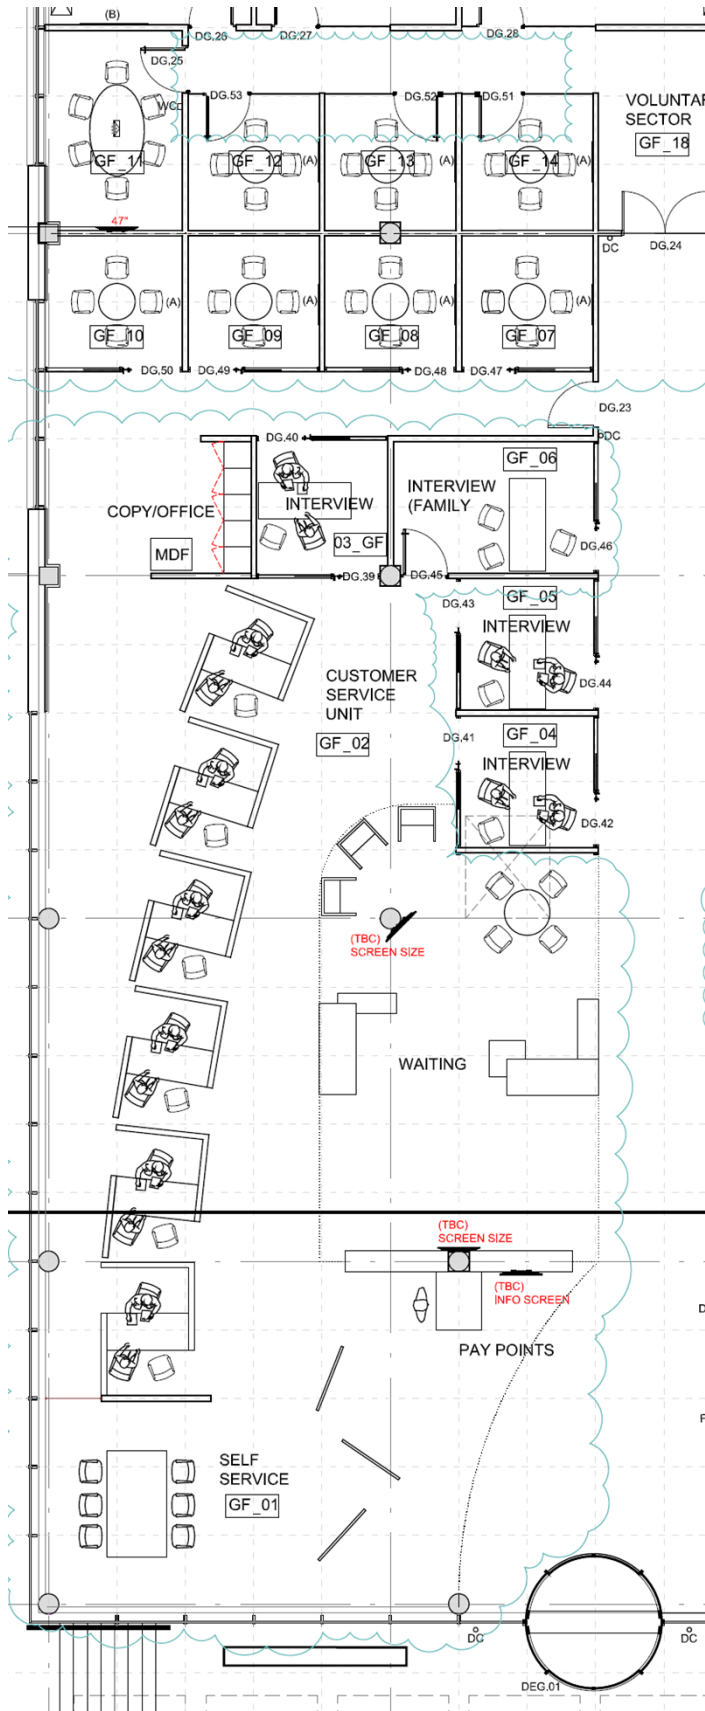 (B)
DG.26
DG.27
DG.28
DG.25
WC
DG.53
DG.52
DG.51
VOLUNTAR
SECTOR
GF_18
GF_11
GF_12
(A)
GF_13
(A)
GF_14
(A)
47"
DC
DG.24
(A)
(A)
(A)
(A)
GF_10
GF_09
GF_08
GF_07
DG.50
DG.49
DG.48
DG.47
DG.23
DC
DG.40
GF_06
COPY/OFFICE
INTERVIEW
INTERVIEW
(FAMILY
MDF
03_GF
DG.46
DG.39
DG.45
DG.43
GF_05
INTERVIEW
CUSTOMER
SERVICE
UNIT
DG.44
GF_02
DG.41
GF_04
INTERVIEW
DG.42
(TBC)
SCREEN SIZE
WAITING
(TBC)
SCREEN SIZE
(TBC)
INFO SCREEN
PAY POINTS
SELF
SERVICE
GF_01
DC
DC
DEG.01